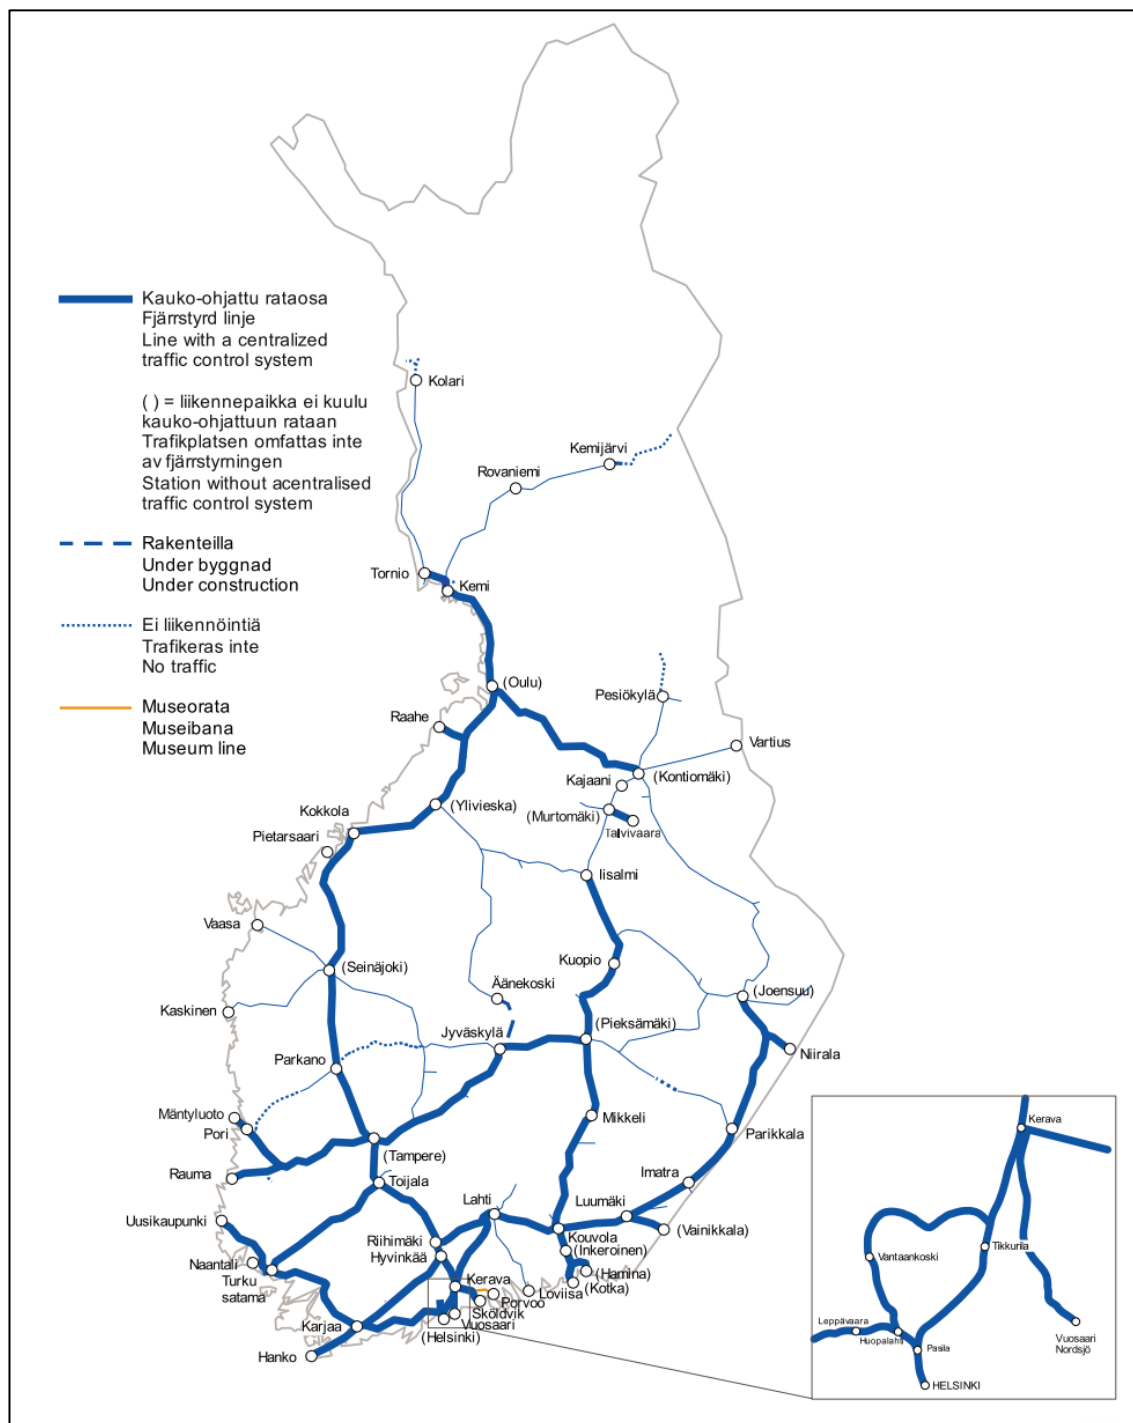 Kauko-ohjattu rataosa
Fjärrstyrd linje
Line with a centralized
traffic control system
( ) = liikennepaikka ei kuulu
kauko-ohjattuun rataan
Trafikplatsen omfattas inte
av fjärrstyrningen
Station without acentralised
traffic control system
Rakenteilla
Under byggnad
Under construction
Ei liikennöintiä
Trafikeras inte
No traffic
Museorata
Museibana
Museum line
Kolari
Kemijärvi
Rovaniemi
Tornio
Kemi
(Oulu)
Pesiökylä
Raahe
Vartius
(Kontiomäki)
Kajaani
(Ylivieska)
(Murtomäki)
Kokkola
Talvivaara
Pietarsaari
Iisalmi
Vaasa
Kuopio
(Seinäjoki)
Äänekoski
(Joensuu)
Kaskinen
(Pieksämäki)
Jyväskylä
Niirala
Parkano
Mäntyluoto
Mikkeli
Pori
Parikkala
(Tampere)
Rauma
Imatra
Toijala
Lahti
Luumäki
Uusikaupunki
Kouvola
(Vainikkala)
Riihimäki
(Inkeroinen)
Hyvinkää
Naantali
(Hamina)
Turku
satama
Kerava
Loviisa
(Kotka)
Porvoo
Sköldvik
Vuosaari
Karjaa
(Helsinki)
Hanko
Kerava
Tikkurila
Vantaankoski
Leppävaara
Huopalahti
Pasila
Vuosaari
Nordsjö
HELSINKI